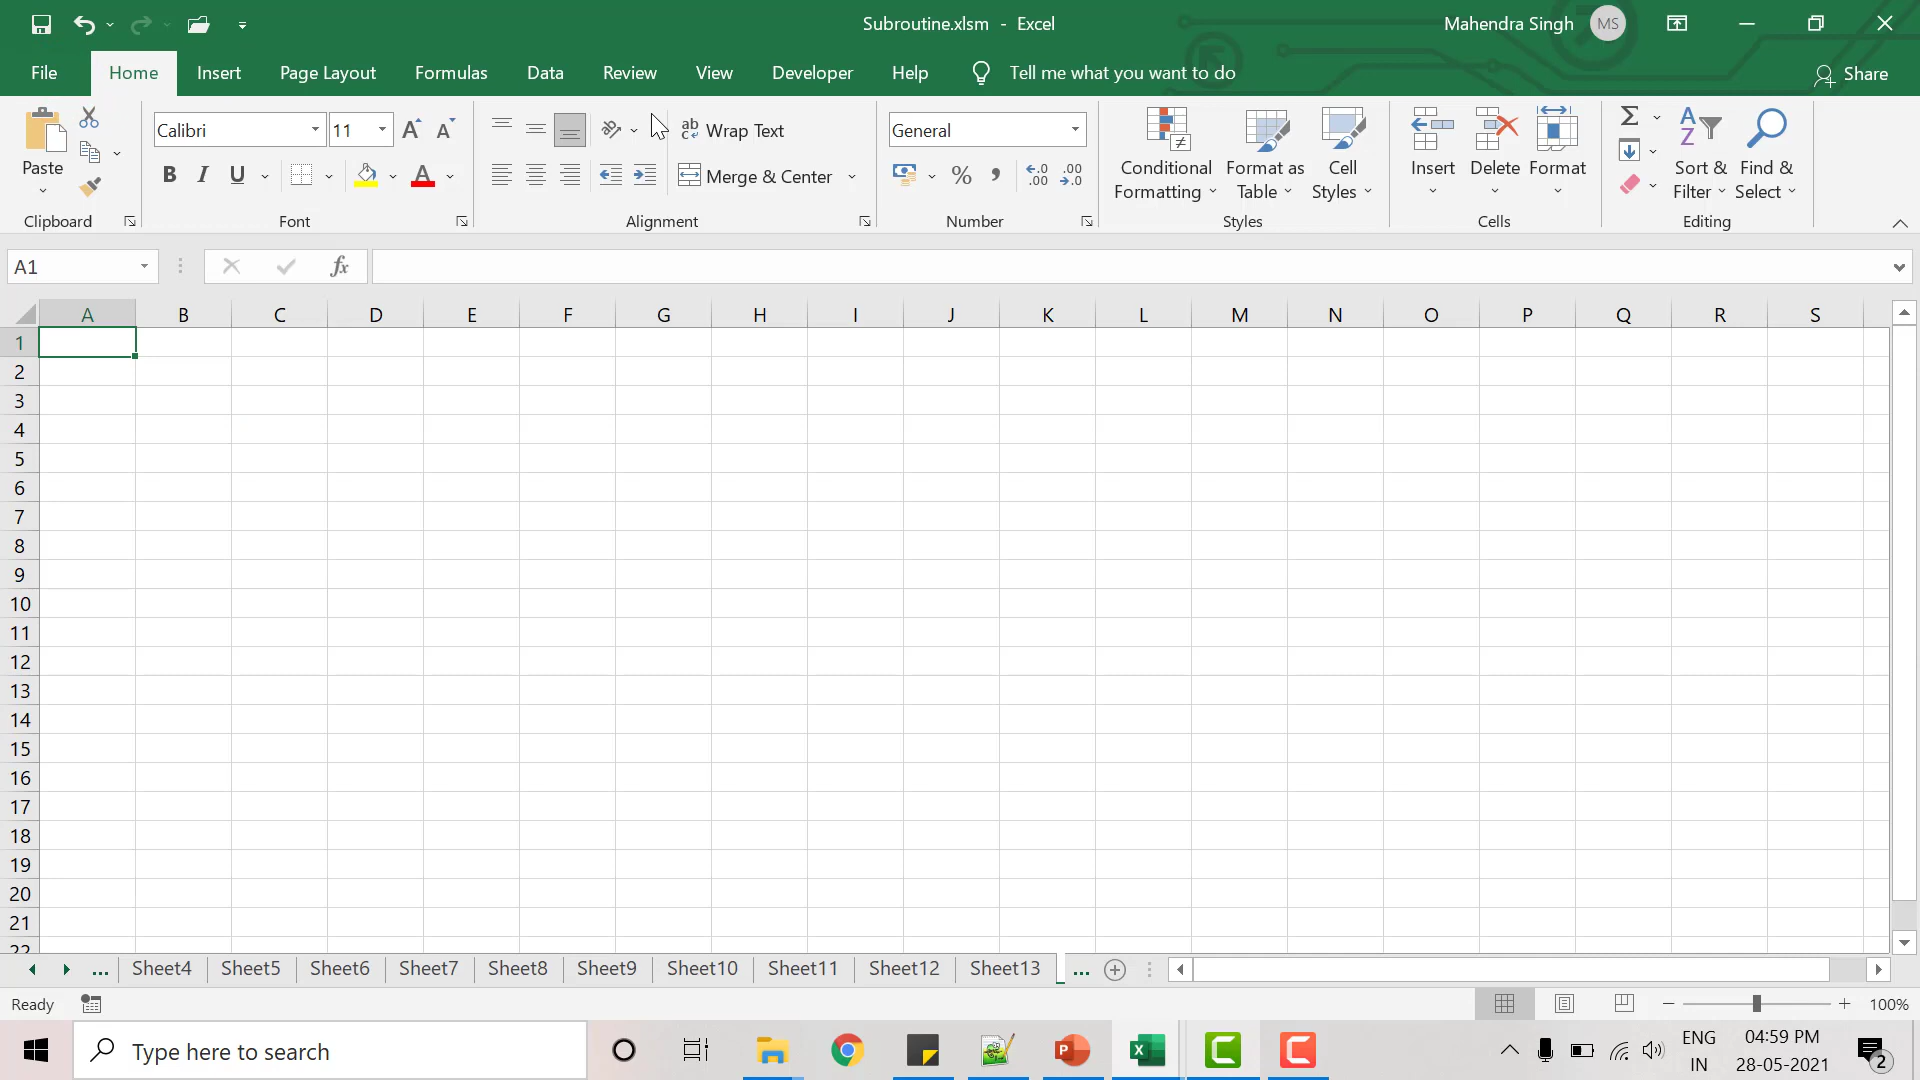 Subroutine.xlsm - Excel
Mahendra Singh MS
File Home Insert Page Layout Formulas Data Review View Developer Help Tell me what you want to do Share
Paste
Calibri 11
B I U
Wrap Text
Merge & Center
General
Conditional Formatting
Format as Table
Cell Styles
Insert Delete Format
Sort & Filter
Find & Select
Clipboard Font Alignment Number Styles Cells Editing
A1 fx
A B C D E F G H I J K L M N O P Q R S
1
2
3
4
5
6
7
8
9
10
11
12
13
14
15
16
17
18
19
20
21
22
... Sheet4 Sheet5 Sheet6 Sheet7 Sheet8 Sheet9 Sheet10 Sheet11 Sheet12 Sheet13 ...
Ready 100%
Type here to search
ENG
IN
04:59 PM
28-05-2021
2